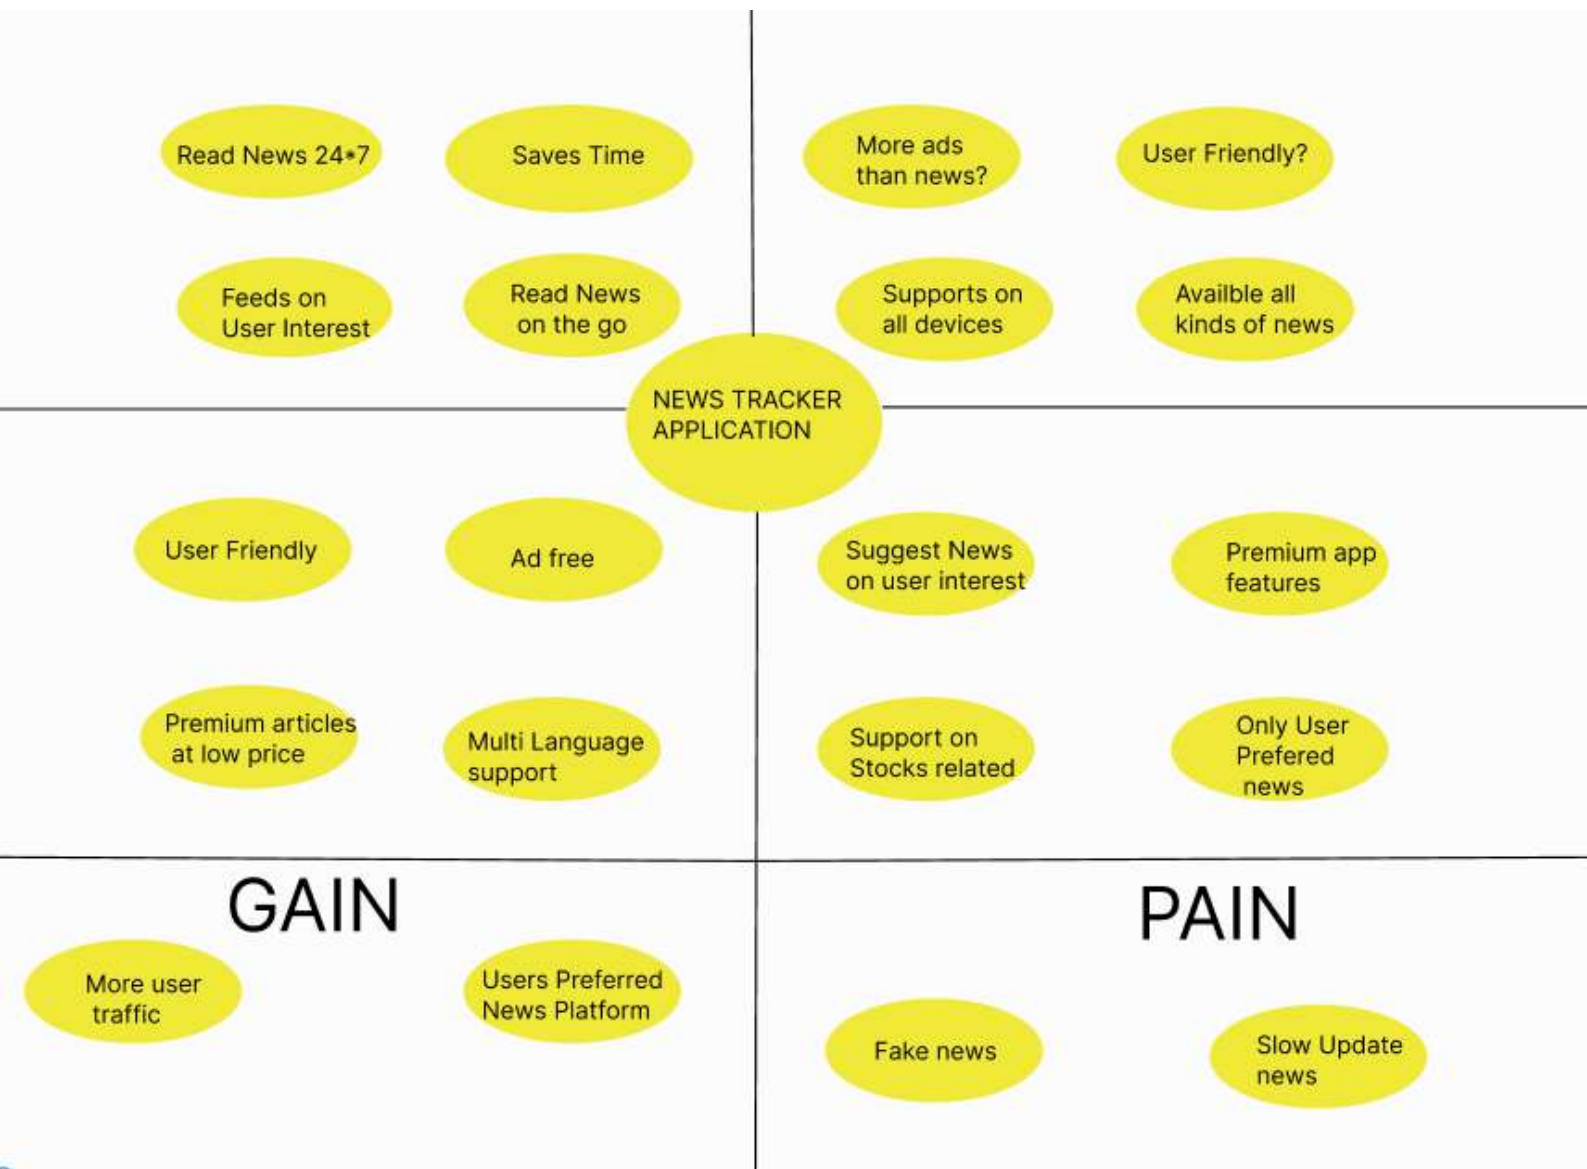 Read News 24*7
Saves Time
Feeds on
User Interest
Read News
on the go
More ads
than news?
User Friendly?
Supports on
all devices
Availble all
kinds of news
NEWS TRACKER
APPLICATION
User Friendly
Ad free
Premium articles
at low price
Multi Language
support
Suggest News
on user interest
Premium app
features
Support on
Stocks related
Only User
Prefered
news
GAIN
More user
traffic
Users Preferred
News Platform
PAIN
Fake news
Slow Update
news